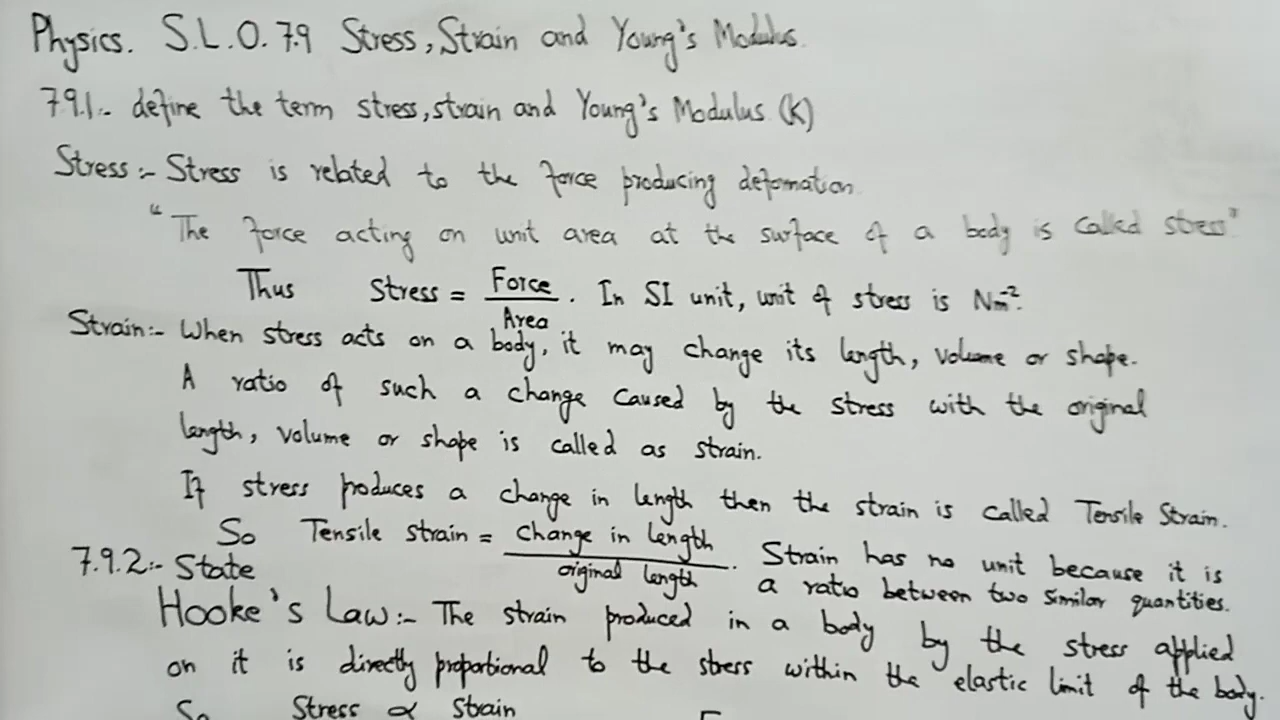 Physics. S.L.O. 7.9 Stress, Strain and Young's Modulus.
7.9.1:- define the term stress, strain and Young's Modulus (K)
Stress:- Stress is related to the force producing deformation
"The force acting on unit area at the surface of a body is called stress"
Thus Stress = Force / Area . In SI unit, unit of stress is Nm⁻².
Strain:- When stress acts on a body, it may change its length, volume or shape.
A ratio of such a change caused by the stress with the original
length, volume or shape is called as strain.
If stress produces a change in length then the strain is called Tensile Strain.
So Tensile strain = change in length / original length . Strain has no unit because it is
a ratio between two similar quantities.
7.9.2:- State
Hooke's Law:- The strain produced in a body by the stress applied
on it is directly proportional to the stress within the elastic limit of the body.
So Stress ∝ Strain